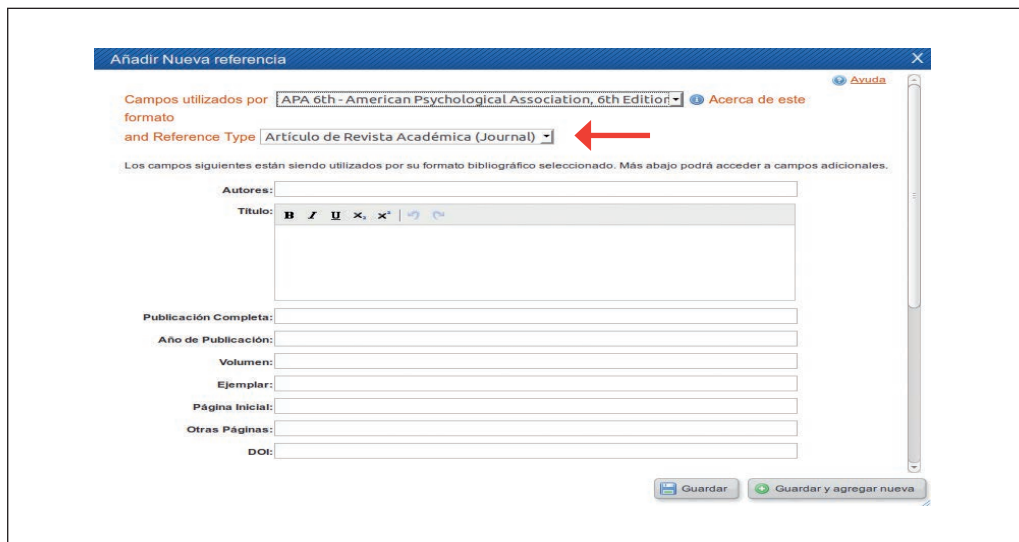 Añadir Nueva referencia X
Ayuda
Campos utilizados por APA 6th - American Psychological Association, 6th Edition Acerca de este
formato
and Reference Type Artículo de Revista Académica (Journal)
Los campos siguientes están siendo utilizados por su formato bibliográfico seleccionado. Más abajo podrá acceder a campos adicionales.
Autores:
Título: B I U X₂ X²
Publicación Completa:
Año de Publicación:
Volumen:
Ejemplar:
Página Inicial:
Otras Páginas:
DOI:
Guardar Guardar y agregar nueva